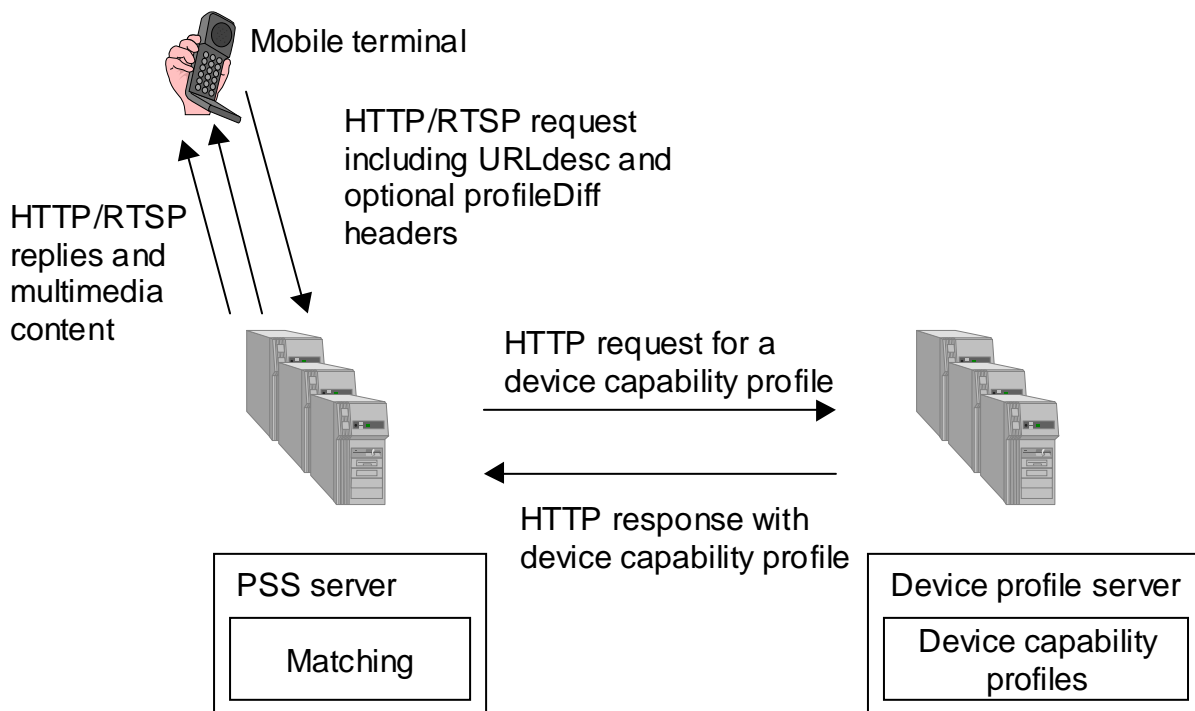 Mobile terminal
HTTP/RTSP request
including URLdesc and
optional profileDiff
headers
HTTP/RTSP
replies and
multimedia
content
HTTP request for a
device capability profile
HTTP response with
device capability profile
PSS server
Matching
Device profile server
Device capability
profiles